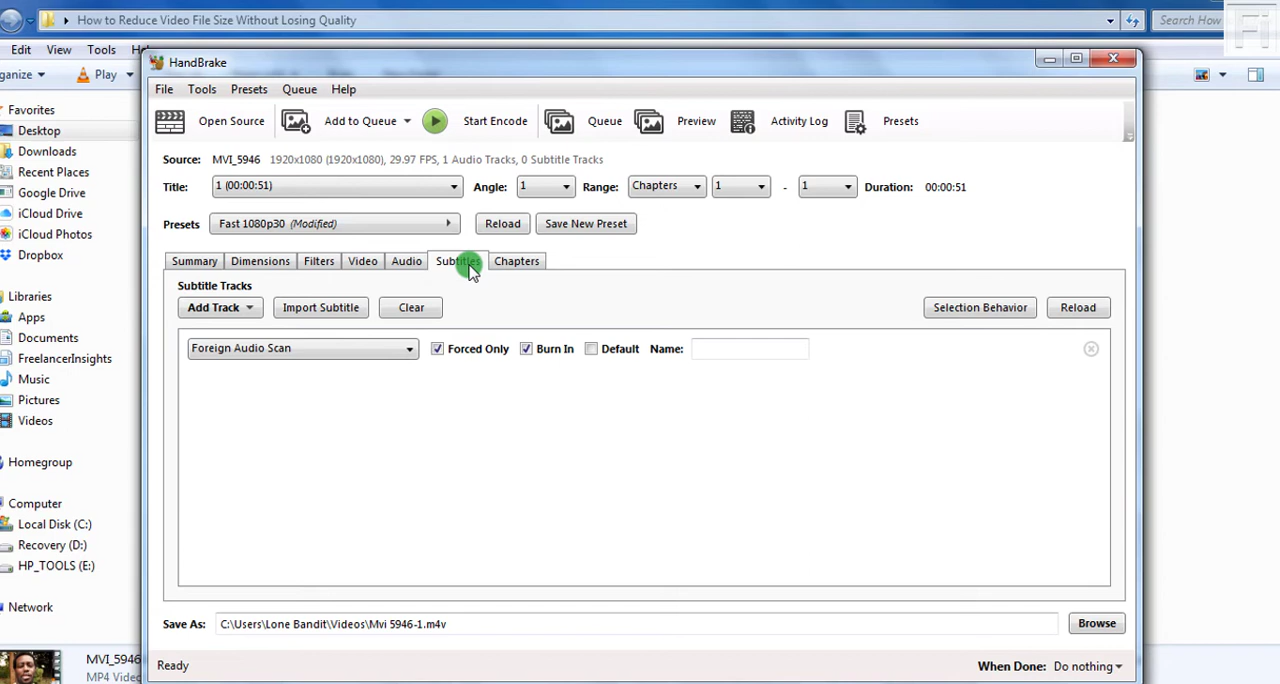 How to Reduce Video File Size Without Losing Quality
Search How
Fi
Edit View Tools
ganize Play
HandBrake
File Tools Presets Queue Help
Open Source Add to Queue Start Encode Queue Preview Activity Log Presets
Source: MVI_5946 1920x1080 (1920x1080), 29.97 FPS, 1 Audio Tracks, 0 Subtitle Tracks
Title: 1 (00:00:51) Angle: 1 Range: Chapters 1 - 1 Duration: 00:00:51
Presets Fast 1080p30 (Modified) Reload Save New Preset
Summary Dimensions Filters Video Audio Subtitles Chapters
Subtitle Tracks
Add Track Import Subtitle Clear Selection Behavior Reload
Foreign Audio Scan Forced Only Burn In Default Name:
Save As: C:\Users\Lone Bandit\Videos\Mvi 5946-1.m4v Browse
Ready When Done: Do nothing
Favorites
Desktop
Downloads
Recent Places
Google Drive
iCloud Drive
iCloud Photos
Dropbox
Libraries
Apps
Documents
FreelancerInsights
Music
Pictures
Videos
Homegroup
Computer
Local Disk (C:)
Recovery (D:)
HP_TOOLS (E:)
Network
MVI_5946
MP4 Video